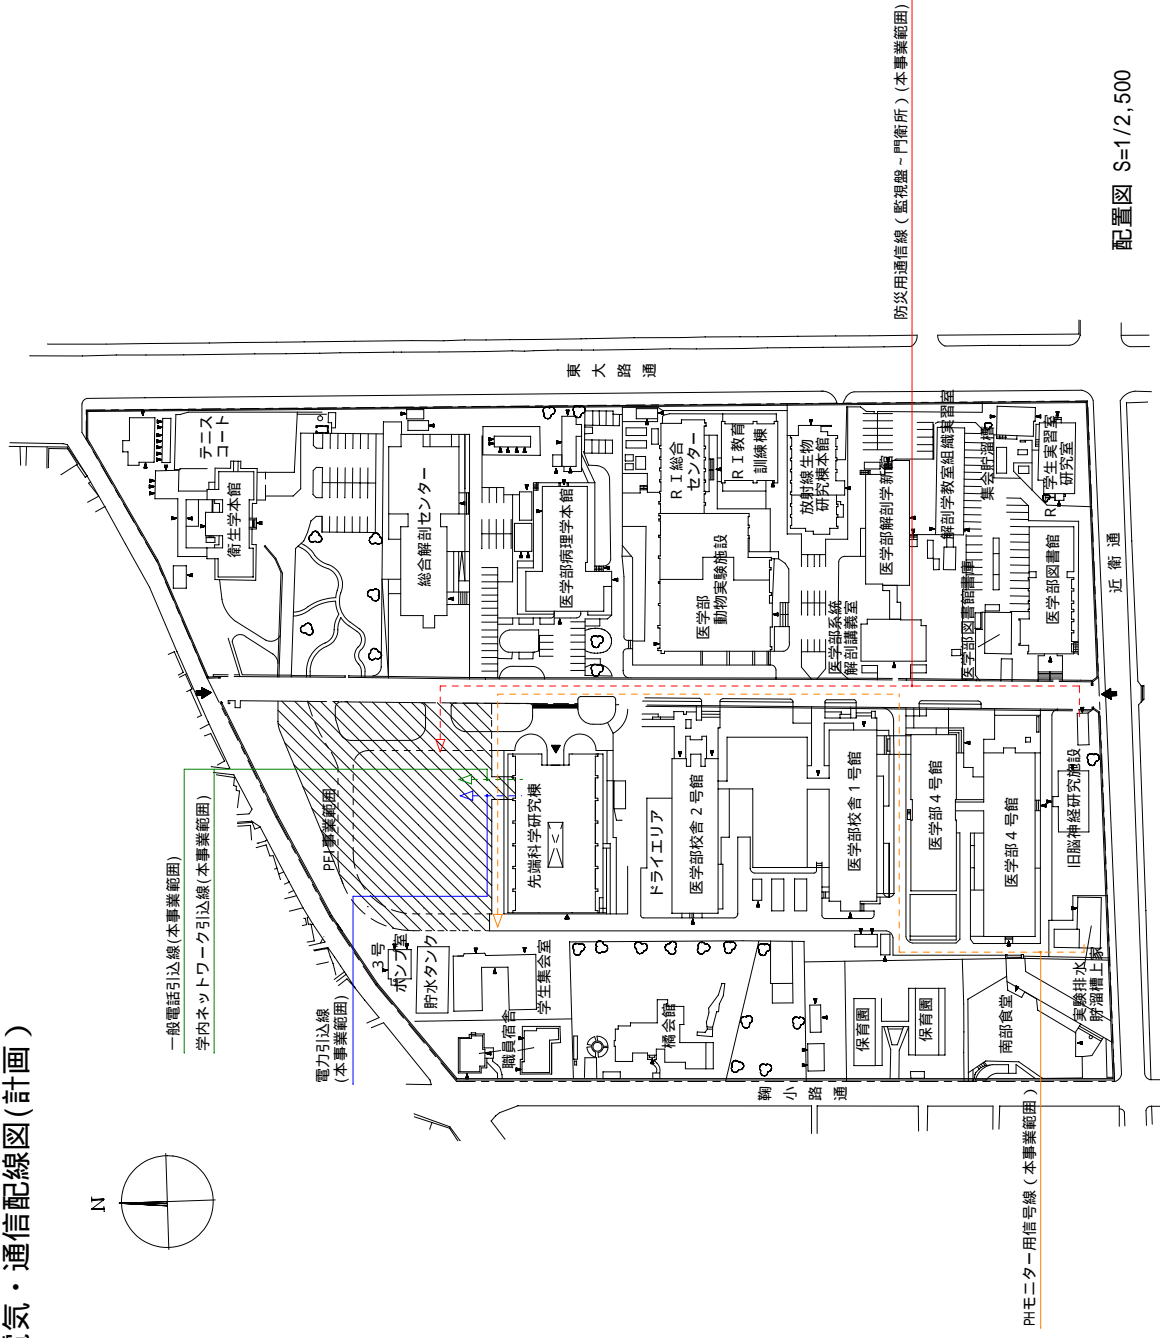 気・通信配線図(計画)
N
一般電話引込線(本事業範囲)
学内ネットワーク引込線(本事業範囲)
電力引込線
(本事業範囲)
PFI事業範囲
防災用通信線(監視盤~門衛所)(本事業範囲)
PHモニター用信号線(本事業範囲)
配置図 S=1/2,500
東大路通
近衛通
鞠小路通
テニス
コート
衛生学本館
総合解剖センター
医学部病理学本館
RI総合
センター
RI教育
訓練棟
医学部
動物実験施設
放射線生物
研究棟本館
医学部系統
解剖講義室
医学部解剖学新館
解剖学教室組織実習室
集会貯溜槽
RI学生実習室
研究室
医学部図書館書庫
医学部図書館
先端科学研究棟
ドライエリア
医学部校舎2号館
医学部校舎1号館
医学部4号館
医学部4号館
旧脳神経研究施設
3号
ポンプ室
貯水タンク
学生集会室
職員宿舎
橘会館
保育園
保育園
南部食堂
実験排水
貯溜槽上家